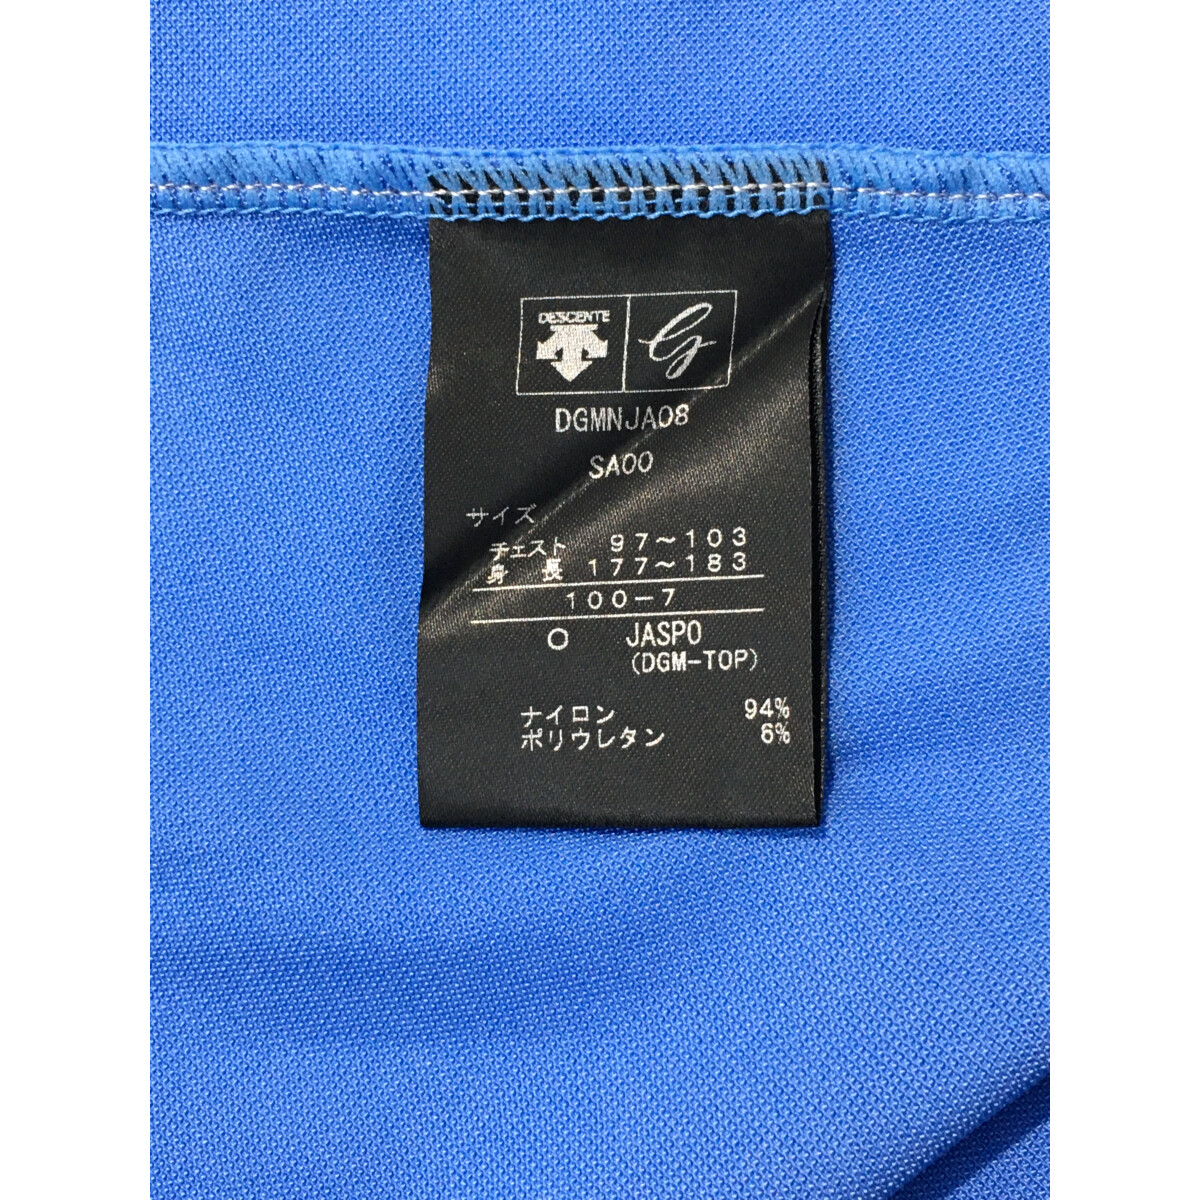 DESCENTE G
DGMNJA08
SA00
サイズ
チェスト 97~103
身長 177~183
100-7
O JASPO
(DGM-TOP)
ナイロン 94%
ポリウレタン 6%